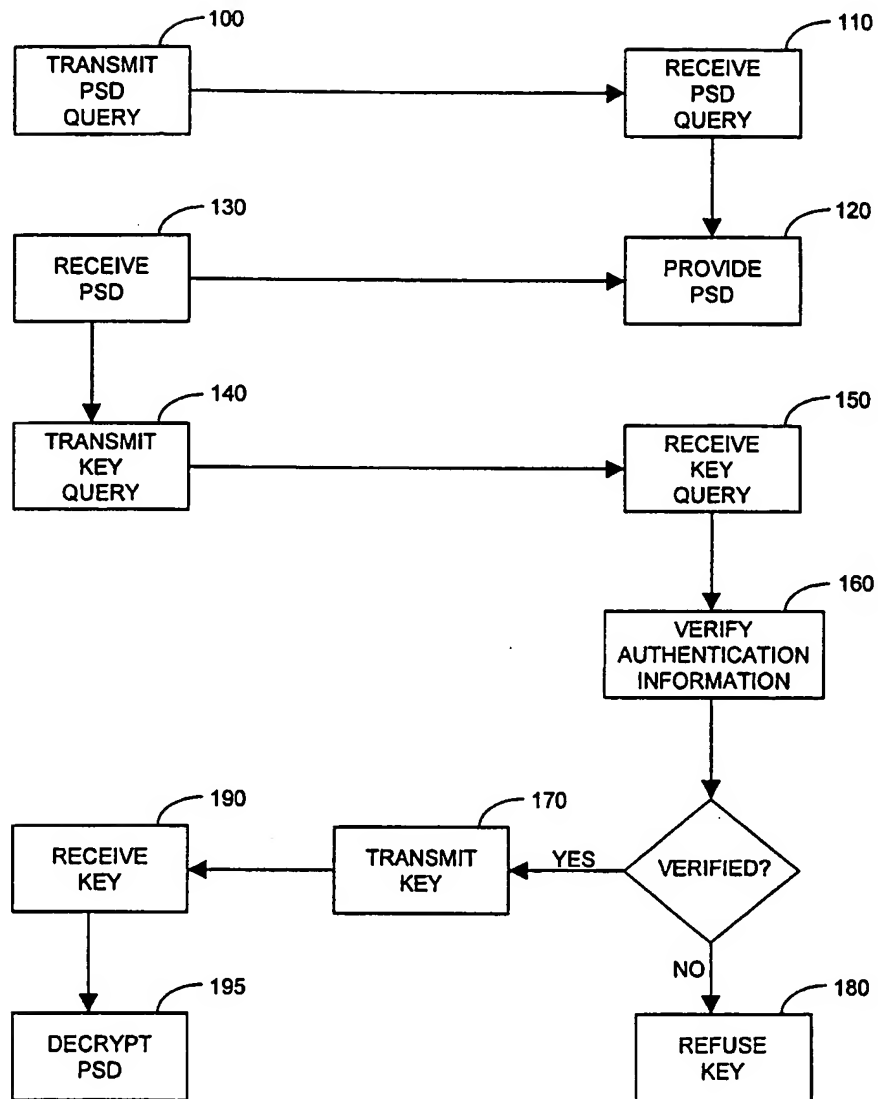 100
TRANSMIT
PSD
QUERY
110
RECEIVE
PSD
QUERY
130
RECEIVE
PSD
120
PROVIDE
PSD
140
TRANSMIT
KEY
QUERY
150
RECEIVE
KEY
QUERY
160
VERIFY
AUTHENTICATION
INFORMATION
190
RECEIVE
KEY
170
TRANSMIT
KEY
YES
VERIFIED?
NO
195
DECRYPT
PSD
180
REFUSE
KEY